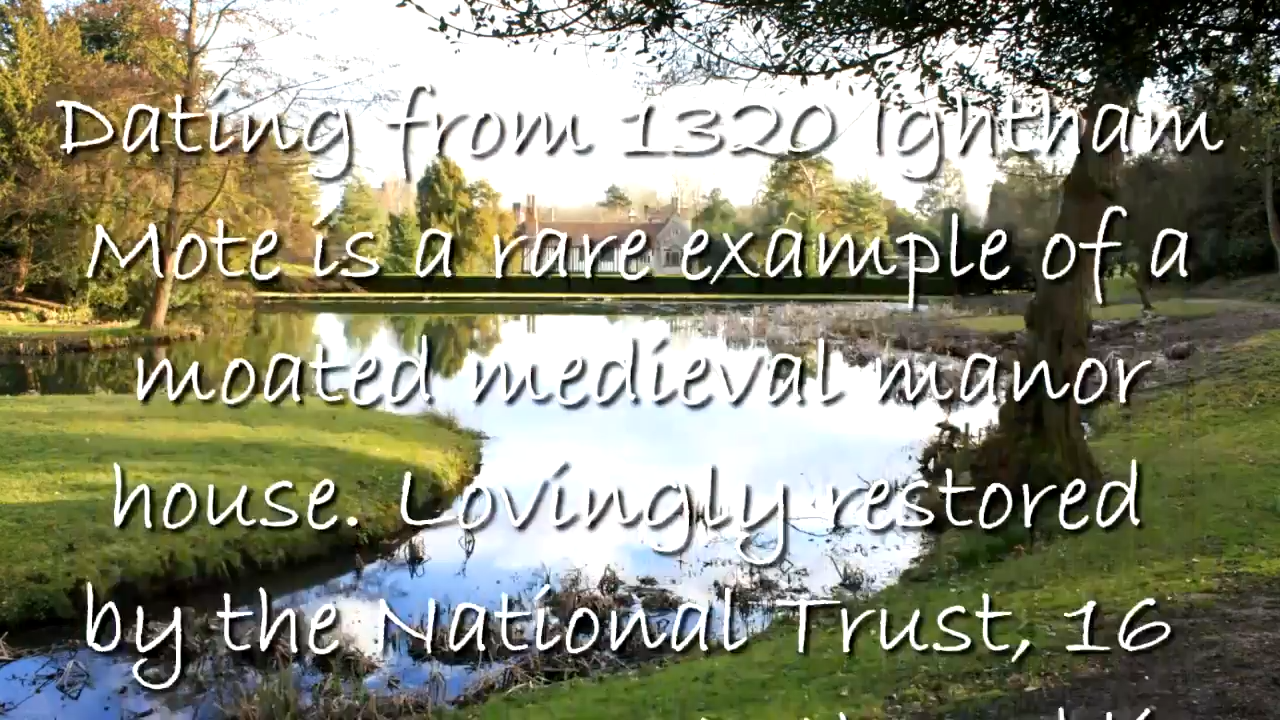 Dating from 1320 Ightham
Mote is a rare example of a
moated medieval manor
house. Lovingly restored
by the National Trust, 16